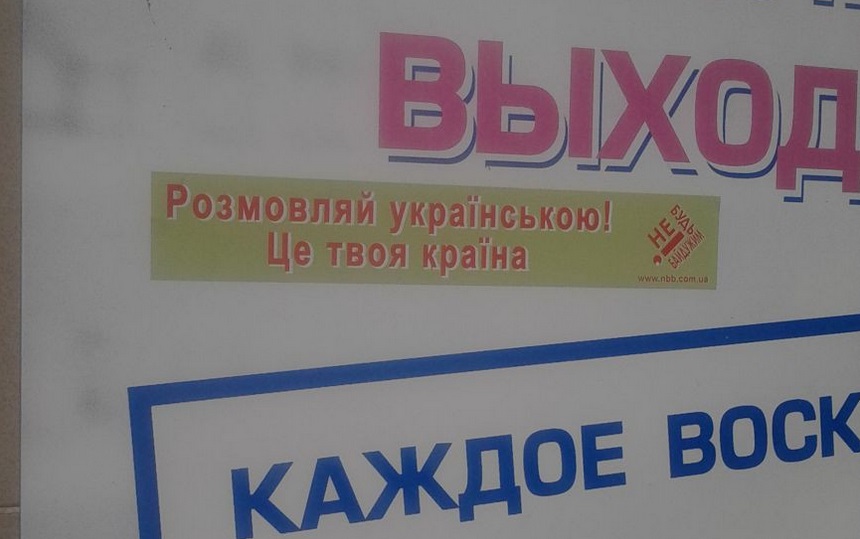 ВЫХОД
Розмовляй українською!
Це твоя країна
НЕ
БУДЬ
БАЙДУЖИМ
www.nbb.com.ua
КАЖДОЕ ВОСК